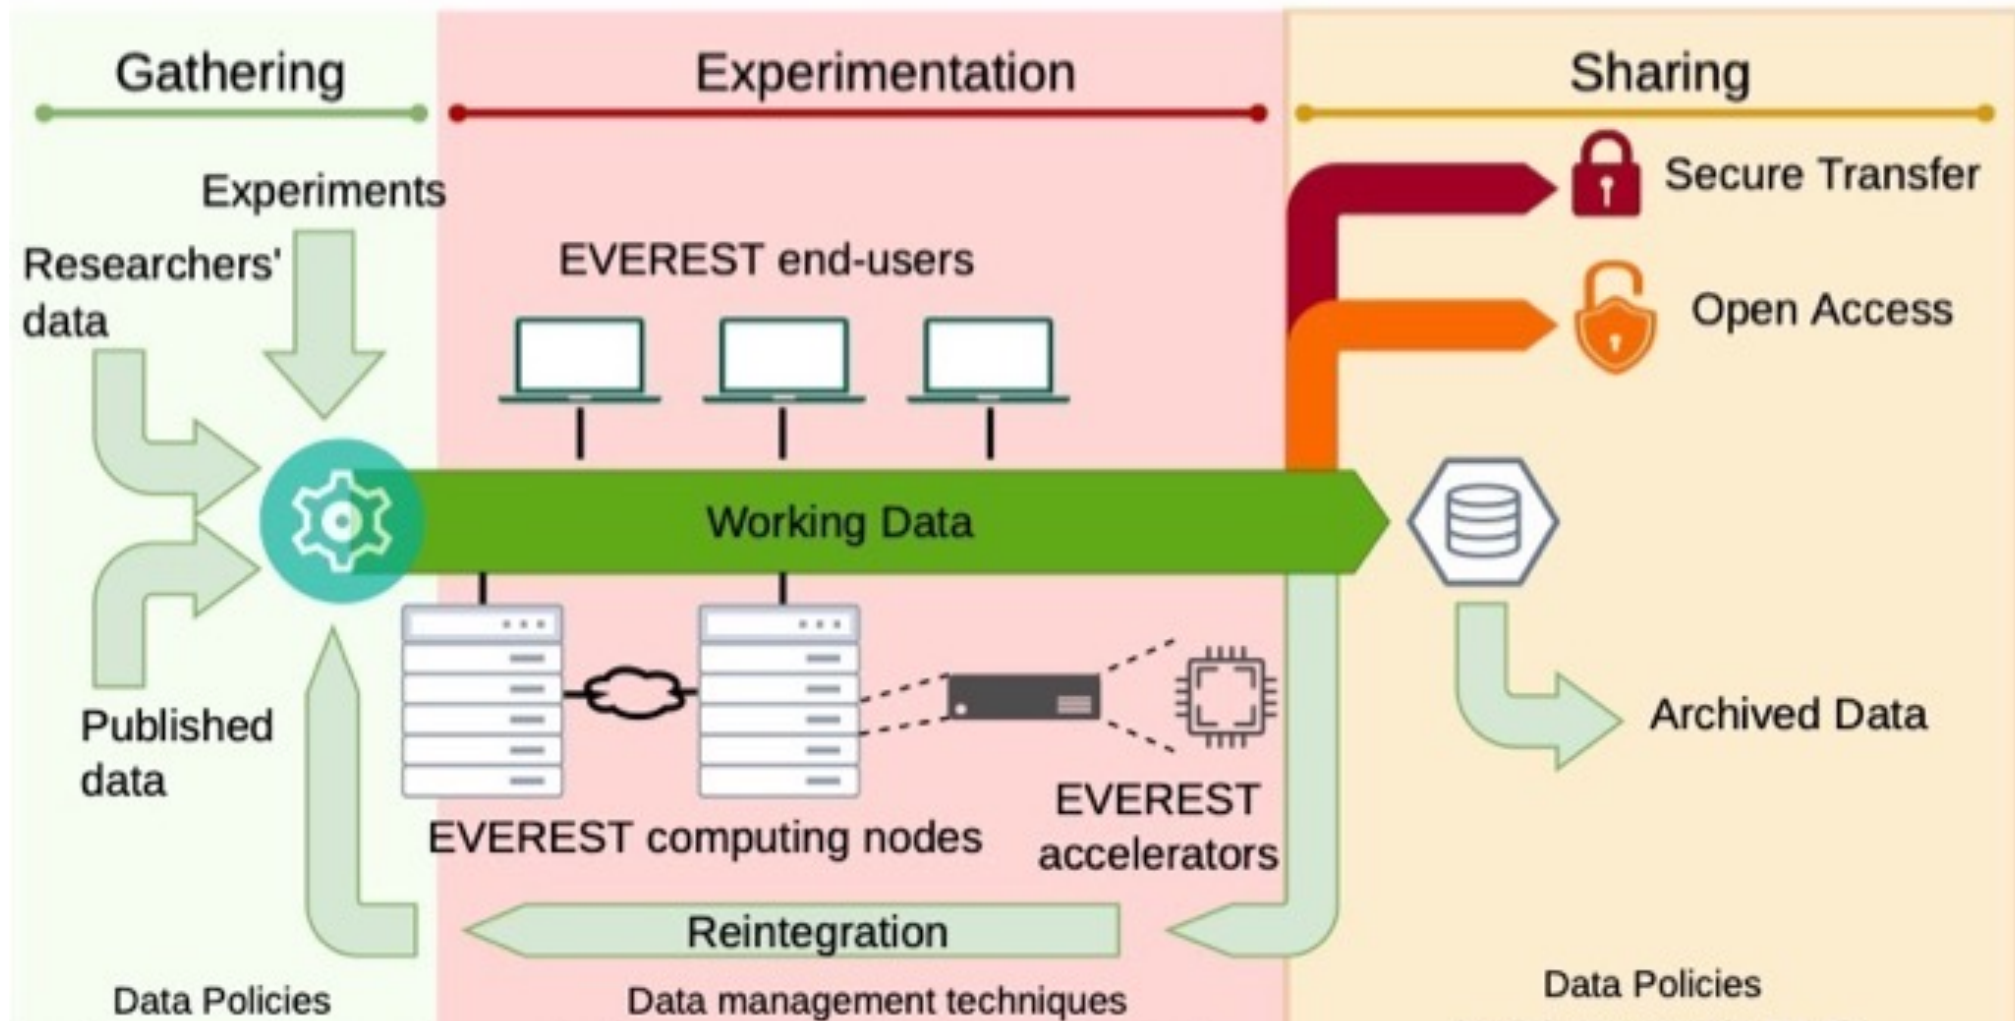 Gathering
Experimentation
Sharing
Experiments
Secure Transfer
Researchers'
data
EVEREST end-users
Open Access
Working Data
Published
data
Archived Data
EVEREST computing nodes
EVEREST
accelerators
Reintegration
Data Policies
Data management techniques
Data Policies